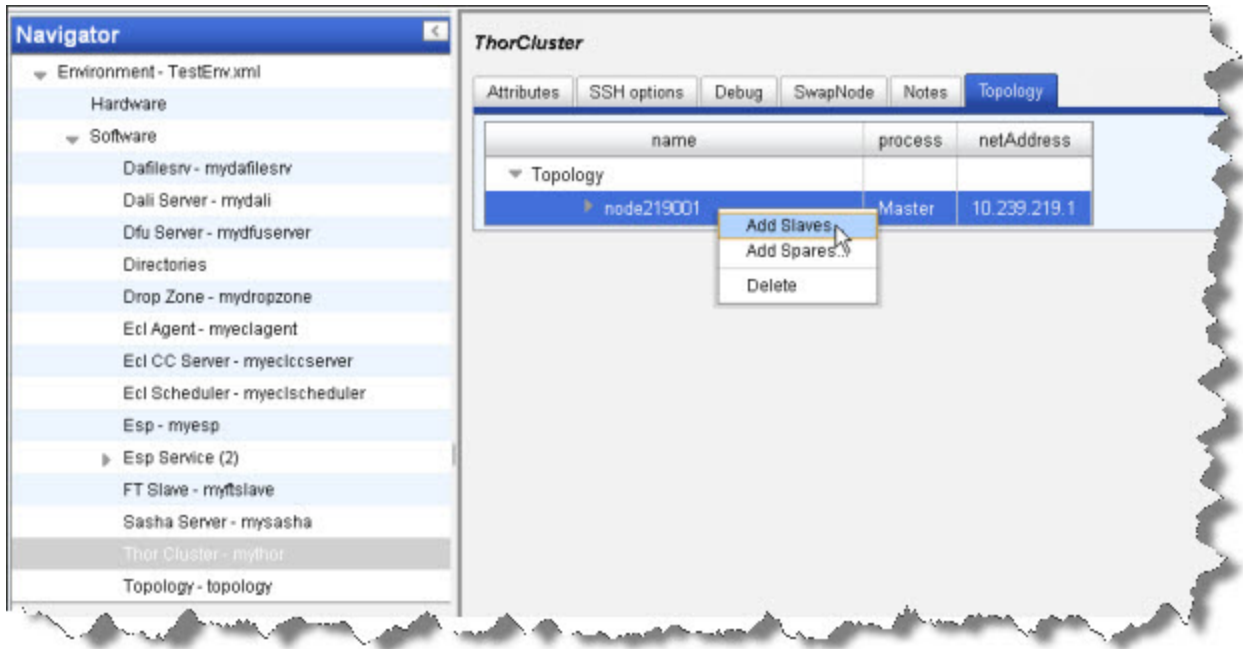 Navigator
Environment - TestEnv.xml
Hardware
Software
Dafilesrv - mydafilesrv
Dali Server - mydali
Dfu Server - mydfuserver
Directories
Drop Zone - mydropzone
Ecl Agent - myeclagent
Ecl CC Server - myeclccserver
Ecl Scheduler - myeclscheduler
Esp - myesp
Esp Service (2)
FT Slave - myftslave
Sasha Server - mysasha
Thor Cluster - mythor
Topology - topology
ThorCluster
Attributes SSH options Debug SwapNode Notes Topology
name process netAddress
Topology
node219001 Master 10.239.219.1
Add Slaves...
Add Spares...
Delete